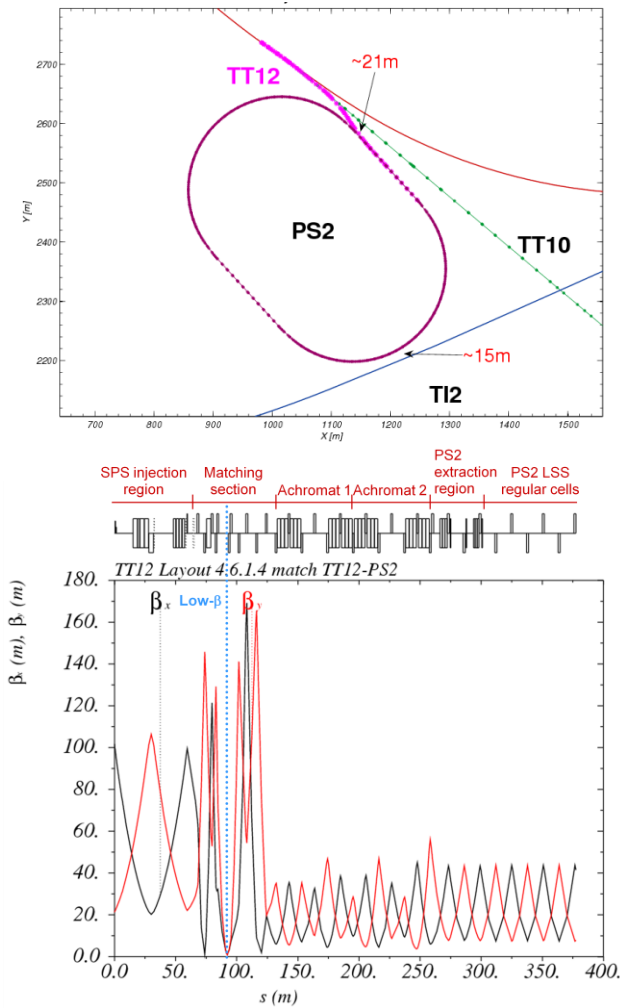 2700
2600
2500
2400
2300
2200
Y [m]
TT12
~21m
PS2
TT10
~15m
TI2
700 800 900 1000 1100 1200 1300 1400 1500
X [m]
SPS injection region
Matching section
Achromat 1
Achromat 2
PS2 extraction region
PS2 LSS regular cells
TT12 Layout 4.6.1.4 match TT12-PS2
180.
160.
140.
120.
100.
80.
60.
40.
20.
0.0
βx (m), βy (m)
βx
Low-β
βy
0.0 50. 100. 150. 200. 250. 300. 350. 400.
s (m)